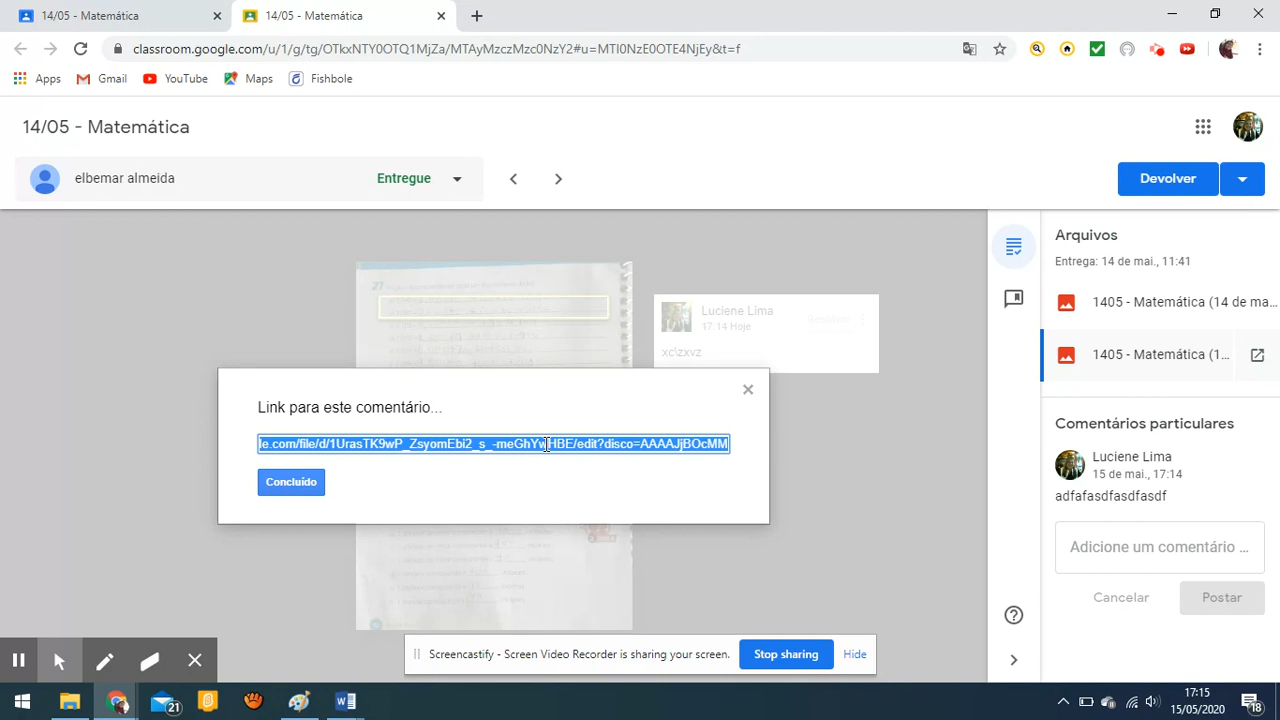 14/05 - Matemática
14/05 - Matemática
classroom.google.com/u/1/g/tg/OTkxNTY0OTQ1MjZa/MTAyMzczMzc0NzY2#u=MTI0NzE0OTE4NjEy&t=f
Apps
Gmail
YouTube
Maps
Fishbole
14/05 - Matemática
elbemar almeida
Entregue
Devolver
Arquivos
Entrega: 14 de mai., 11:41
1405 - Matemática (14 de ma...
1405 - Matemática (1...
27
Luciene Lima
17:14 Hoje
xc\zxvz
Link para este comentário...
le.com/file/d/1UrasTK9wP_ZsyomEbi2_s_-meGhYwHBE/edit?disco=AAAAJjBOcMM
Concluído
Comentários particulares
Luciene Lima
15 de mai., 17:14
adfafasdfasdfasdf
Adicione um comentário ...
Cancelar
Postar
Screencastify - Screen Video Recorder is sharing your screen.
Stop sharing
Hide
21
17:15
15/05/2020
18